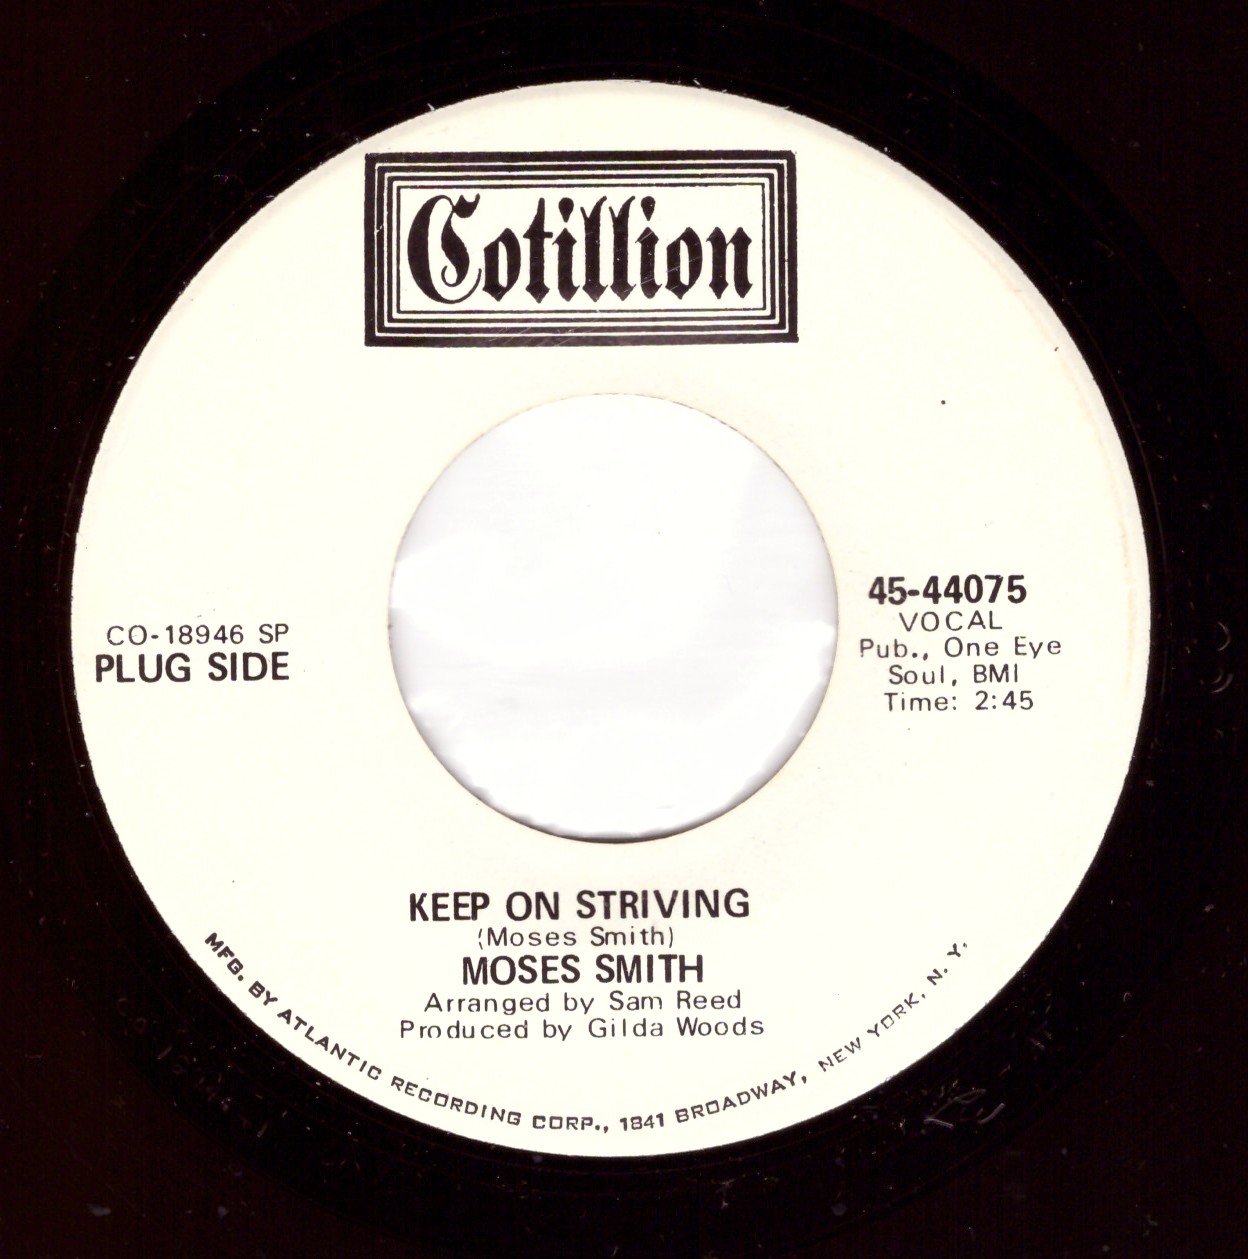 Cotillion
CO-18946 SP
PLUG SIDE
45-44075
VOCAL
Pub., One Eye
Soul, BMI
Time: 2:45
KEEP ON STRIVING
(Moses Smith)
MOSES SMITH
Arranged by Sam Reed
Produced by Gilda Woods
MFG. BY ATLANTIC RECORDING CORP., 1841 BROADWAY, NEW YORK, N. Y.